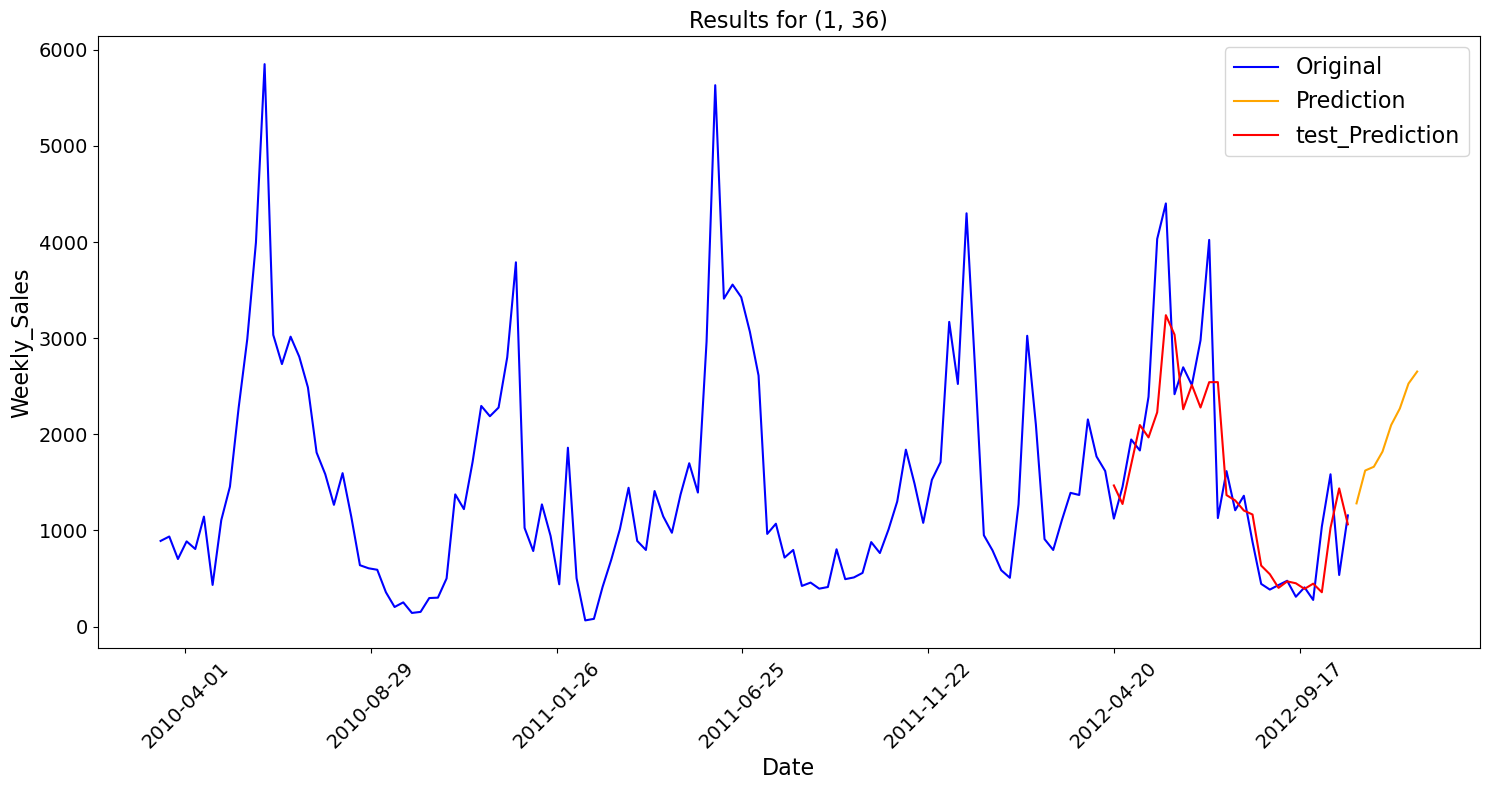 Results for (1, 36)
Original
Prediction
test_Prediction
6000
5000
4000
3000
2000
1000
0
Weekly_Sales
2010-04-01
2010-08-29
2011-01-26
2011-06-25
2011-11-22
2012-04-20
2012-09-17
Date